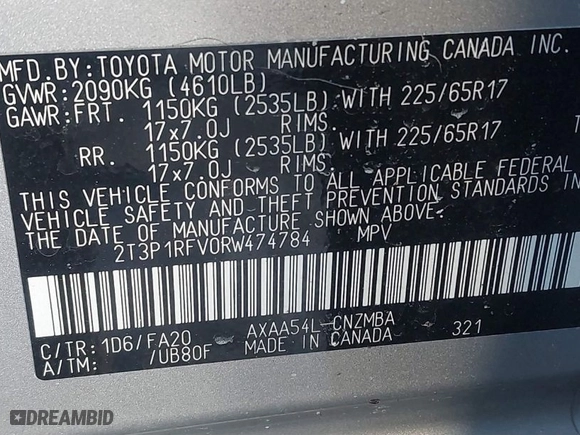 MFD.BY:TOYOTA MOTOR MANUFACTURING CANADA INC.
GVWR:2090KG (4610LB)
GAWR:FRT. 1150KG (2535LB) WITH 225/65R17
17x7.0J RIMS,
RR. 1150KG (2535LB) WITH 225/65R17
17x7.0J RIMS,
THIS VEHICLE CONFORMS TO ALL APPLICABLE FEDERAL
VEHICLE SAFETY AND THEFT PREVENTION STANDARDS IN
THE DATE OF MANUFACTURE SHOWN ABOVE.
2T3P1RFV0RW474784 MPV
C/TR: 1D6/FA20 AXAA54L-CNZMBA 321
A/TM: /UB80F MADE IN CANADA
DREAMBID